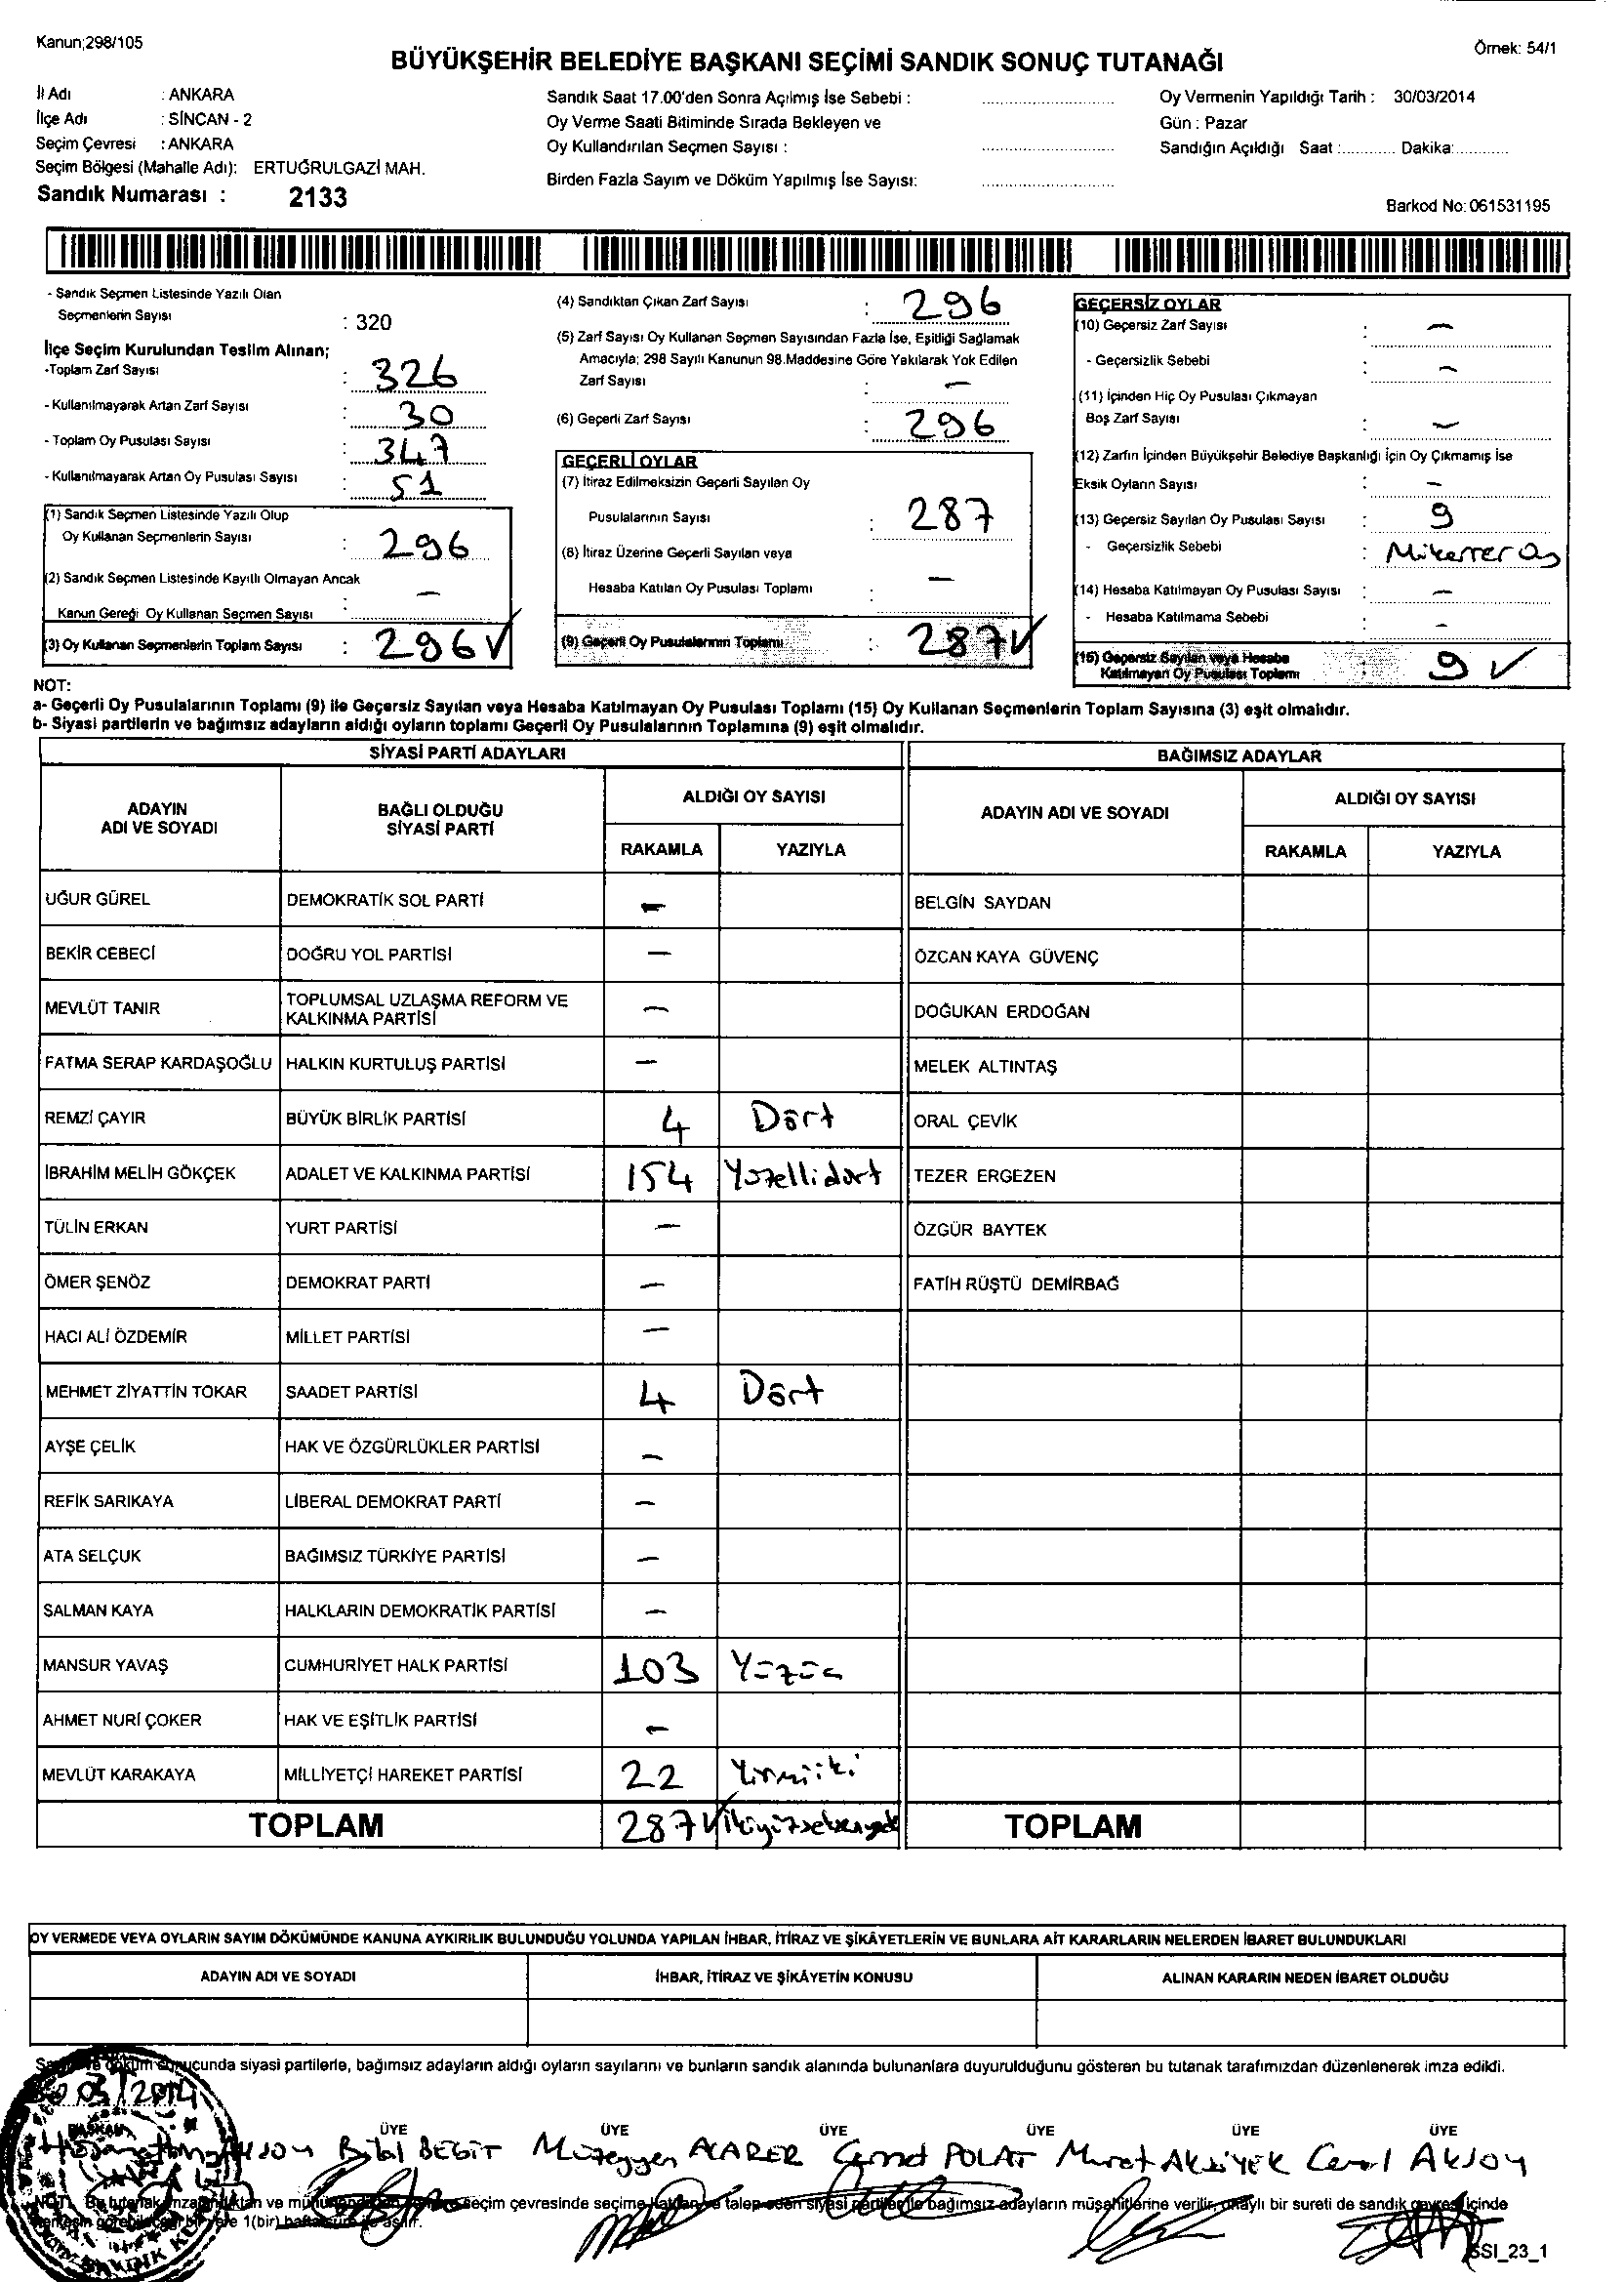 Kanun;298/105
Örnek: 54/1
BÜYÜKŞEHİR BELEDİYE BAŞKANI SEÇİMİ SANDIK SONUÇ TUTANAĞI
İl Adı : ANKARA
İlçe Adı : SİNCAN - 2
Seçim Çevresi : ANKARA
Seçim Bölgesi (Mahalle Adı): ERTUĞRULGAZİ MAH.
Sandık Numarası : 2133
Sandık Saat 17.00'den Sonra Açılmış İse Sebebi :
Oy Verme Saati Bitiminde Sırada Bekleyen ve
Oy Kullandırılan Seçmen Sayısı :
Birden Fazla Sayım ve Döküm Yapılmış İse Sayısı:
Oy Vermenin Yapıldığı Tarih : 30/03/2014
Gün : Pazar
Sandığın Açıldığı Saat :............ Dakika:...........
Barkod No: 061531195
- Sandık Seçmen Listesinde Yazılı Olan
Seçmenlerin Sayısı : 320
İlçe Seçim Kurulundan Teslim Alınan;
-Toplam Zarf Sayısı : 326
- Kullanılmayarak Artan Zarf Sayısı : 30
- Toplam Oy Pusulası Sayısı : 347
- Kullanılmayarak Artan Oy Pusulası Sayısı : 51
(1) Sandık Seçmen Listesinde Yazılı Olup
Oy Kullanan Seçmenlerin Sayısı : 296
(2) Sandık Seçmen Listesinde Kayıtlı Olmayan Ancak
Kanun Gereği Oy Kullanan Seçmen Sayısı : —
(3) Oy Kullanan Seçmenlerin Toplam Sayısı : 296 ✓
(4) Sandıktan Çıkan Zarf Sayısı : 296
(5) Zarf Sayısı Oy Kullanan Seçmen Sayısından Fazla İse, Eşitliği Sağlamak
Amacıyla; 298 Sayılı Kanunun 98.Maddesine Göre Yakılarak Yok Edilen
Zarf Sayısı : —
(6) Geçerli Zarf Sayısı : 296
GEÇERLİ OYLAR
(7) İtiraz Edilmeksizin Geçerli Sayılan Oy
Pusulalarının Sayısı : 287
(8) İtiraz Üzerine Geçerli Sayılan veya
Hesaba Katılan Oy Pusulası Toplamı : —
(9) Geçerli Oy Pusulalarının Toplamı : 287 ✓
GEÇERSİZ OYLAR
(10) Geçersiz Zarf Sayısı : —
- Geçersizlik Sebebi : —
(11) İçinden Hiç Oy Pusulası Çıkmayan
Boş Zarf Sayısı : —
(12) Zarfın İçinden Büyükşehir Belediye Başkanlığı İçin Oy Çıkmamış İse
Eksik Oyların Sayısı : —
(13) Geçersiz Sayılan Oy Pusulası Sayısı : 9
- Geçersizlik Sebebi : Mükerrer Oy
(14) Hesaba Katılmayan Oy Pusulası Sayısı : —
- Hesaba Katılmama Sebebi : —
(15) Geçersiz Sayılan veya Hesaba
Katılmayan Oy Pusulası Toplamı : 9 ✓
NOT:
a- Geçerli Oy Pusulalarının Toplamı (9) ile Geçersiz Sayılan veya Hesaba Katılmayan Oy Pusulası Toplamı (15) Oy Kullanan Seçmenlerin Toplam Sayısına (3) eşit olmalıdır.
b- Siyasi partilerin ve bağımsız adayların aldığı oyların toplamı Geçerli Oy Pusulalarının Toplamına (9) eşit olmalıdır.
SİYASİ PARTİ ADAYLARI
BAĞIMSIZ ADAYLAR
ADAYIN ADI VE SOYADI
BAĞLI OLDUĞU SİYASİ PARTİ
ALDIĞI OY SAYISI
RAKAMLA YAZIYLA
ADAYIN ADI VE SOYADI
ALDIĞI OY SAYISI
RAKAMLA YAZIYLA
UĞUR GÜREL DEMOKRATİK SOL PARTİ — BELGİN SAYDAN
BEKİR CEBECİ DOĞRU YOL PARTİSİ — ÖZCAN KAYA GÜVENÇ
MEVLÜT TANIR TOPLUMSAL UZLAŞMA REFORM VE KALKINMA PARTİSİ — DOĞUKAN ERDOĞAN
FATMA SERAP KARDAŞOĞLU HALKIN KURTULUŞ PARTİSİ — MELEK ALTINTAŞ
REMZİ ÇAYIR BÜYÜK BİRLİK PARTİSİ 4 Dört ORAL ÇEVİK
İBRAHİM MELİH GÖKÇEK ADALET VE KALKINMA PARTİSİ 154 Yüzellidört TEZER ERGEZEN
TÜLİN ERKAN YURT PARTİSİ — ÖZGÜR BAYTEK
ÖMER ŞENÖZ DEMOKRAT PARTİ — FATİH RÜŞTÜ DEMİRBAĞ
HACI ALİ ÖZDEMİR MİLLET PARTİSİ —
MEHMET ZİYATTİN TOKAR SAADET PARTİSİ 4 Dört
AYŞE ÇELİK HAK VE ÖZGÜRLÜKLER PARTİSİ —
REFİK SARIKAYA LİBERAL DEMOKRAT PARTİ —
ATA SELÇUK BAĞIMSIZ TÜRKİYE PARTİSİ —
SALMAN KAYA HALKLARIN DEMOKRATİK PARTİSİ —
MANSUR YAVAŞ CUMHURİYET HALK PARTİSİ 103 Yüzüç
AHMET NURİ ÇOKER HAK VE EŞİTLİK PARTİSİ —
MEVLÜT KARAKAYA MİLLİYETÇİ HAREKET PARTİSİ 22 Yirmiiki
TOPLAM 287 ✓ ikiyüzseksenyedi TOPLAM
OY VERMEDE VEYA OYLARIN SAYIM DÖKÜMÜNDE KANUNA AYKIRILIK BULUNDUĞU YOLUNDA YAPILAN İHBAR, İTİRAZ VE ŞİKÂYETLERİN VE BUNLARA AİT KARARLARIN NELERDEN İBARET BULUNDUKLARI
ADAYIN ADI VE SOYADI İHBAR, İTİRAZ VE ŞİKÂYETİN KONUSU ALINAN KARARIN NEDEN İBARET OLDUĞU
siyasi partilerle, bağımsız adayların aldığı oyların sayılarını ve bunların sandık alanında bulunanlara duyurulduğunu gösteren bu tutanak tarafımızdan düzenlenerek imza edildi.
03/2014
BAŞKAN ÜYE ÜYE ÜYE ÜYE ÜYE ÜYE
Bilal BEGİT Müzeyyen ACARER Cemal POLAT Murat AKÇİYEK Cemal AKSOY
seçim çevresinde seçime katılan ve talep eden siyasi partiler ile bağımsız adayların müşahitlerine verilir, onaylı bir sureti de sandık çevresi içinde
1(bir) hafta süre ile asılır.
SSI_23_1